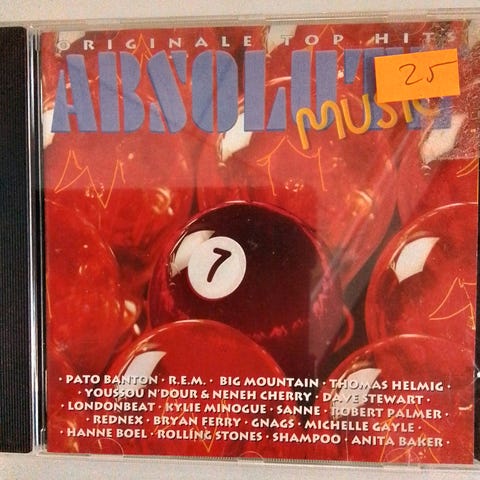 ORIGINALE TOP HITS
ABSOLUTE
MUSIC
25
7
· PATO BANTON · R.E.M. · BIG MOUNTAIN · THOMAS HELMIG ·
· YOUSSOU N'DOUR & NENEH CHERRY · DAVE STEWART ·
· LONDONBEAT · KYLIE MINOGUE · SANNE · ROBERT PALMER ·
· REDNEX · BRYAN FERRY · GNAGS · MICHELLE GAYLE ·
· HANNE BOEL · ROLLING STONES · SHAMPOO · ANITA BAKER ·